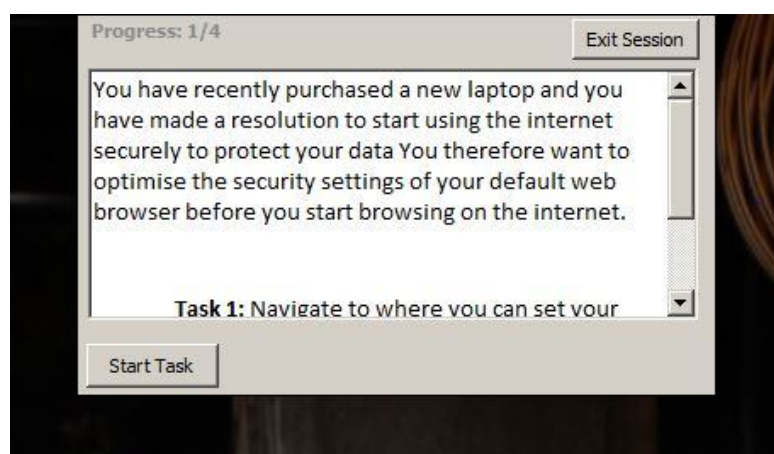 Progress: 1/4
Exit Session
You have recently purchased a new laptop and you
have made a resolution to start using the internet
securely to protect your data You therefore want to
optimise the security settings of your default web
browser before you start browsing on the internet.
Task 1: Navigate to where you can set your
Start Task